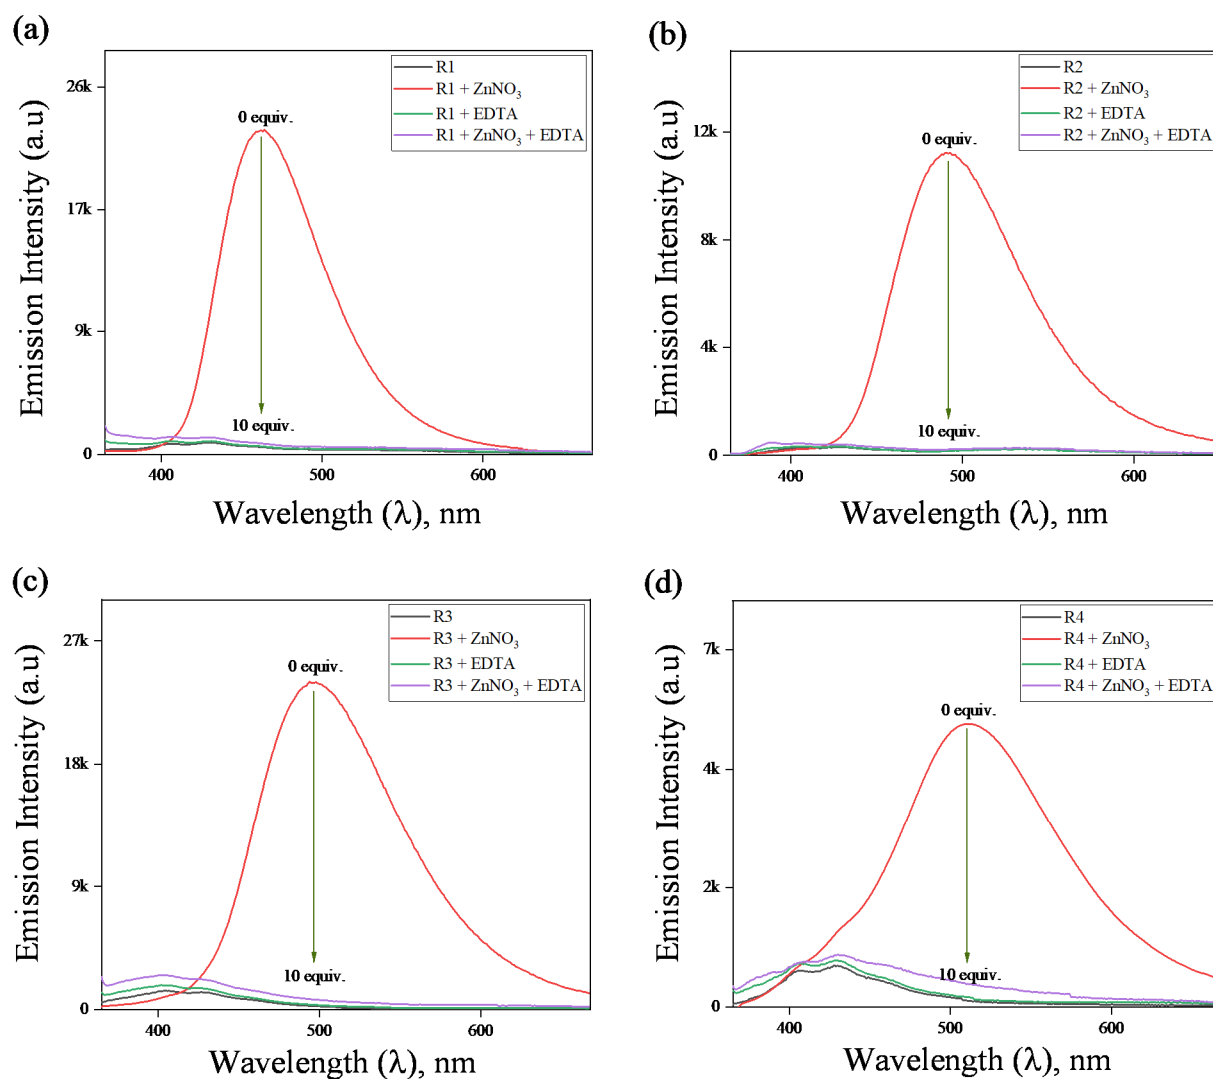 (a)
Emission Intensity (a.u)
26k
17k
9k
0
R1
R1 + ZnNO₃
R1 + EDTA
R1 + ZnNO₃ + EDTA
0 equiv.
10 equiv.
400
500
600
Wavelength (λ), nm
(b)
Emission Intensity (a.u)
12k
8k
4k
0
R2
R2 + ZnNO₃
R2 + EDTA
R2 + ZnNO₃ + EDTA
0 equiv.
10 equiv.
400
500
600
Wavelength (λ), nm
(c)
Emission Intensity (a.u)
27k
18k
9k
0
R3
R3 + ZnNO₃
R3 + EDTA
R3 + ZnNO₃ + EDTA
0 equiv.
10 equiv.
400
500
600
Wavelength (λ), nm
(d)
Emission Intensity (a.u)
7k
4k
2k
0
R4
R4 + ZnNO₃
R4 + EDTA
R4 + ZnNO₃ + EDTA
0 equiv.
10 equiv.
400
500
600
Wavelength (λ), nm